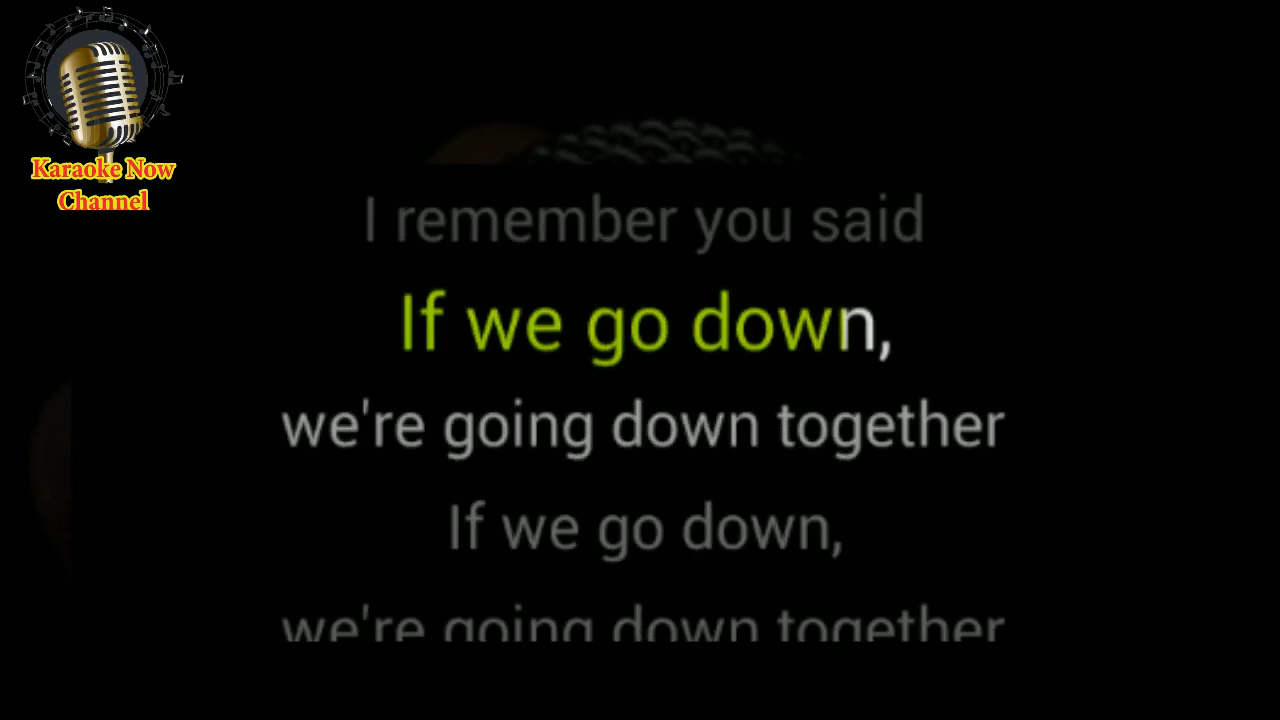 Karaoke Now
Channel
I remember you said
If we go down,
we're going down together
If we go down,
we're going down together